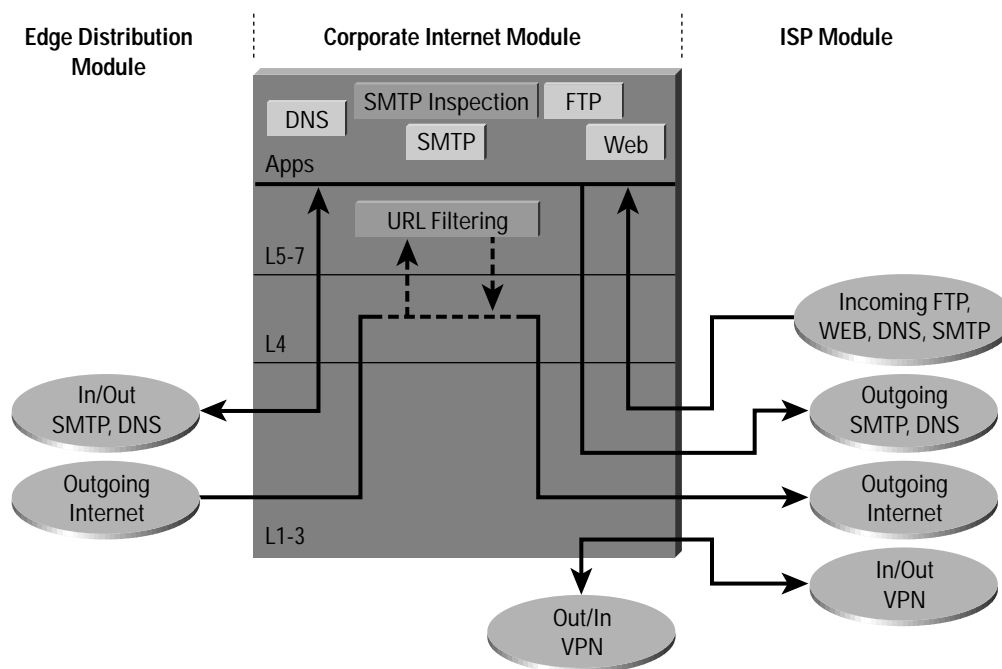 Edge Distribution
Module
Corporate Internet Module
ISP Module
DNS
SMTP Inspection
FTP
SMTP
Web
Apps
URL Filtering
L5-7
L4
L1-3
In/Out
SMTP, DNS
Outgoing
Internet
Incoming FTP,
WEB, DNS, SMTP
Outgoing
SMTP, DNS
Outgoing
Internet
In/Out
VPN
Out/In
VPN